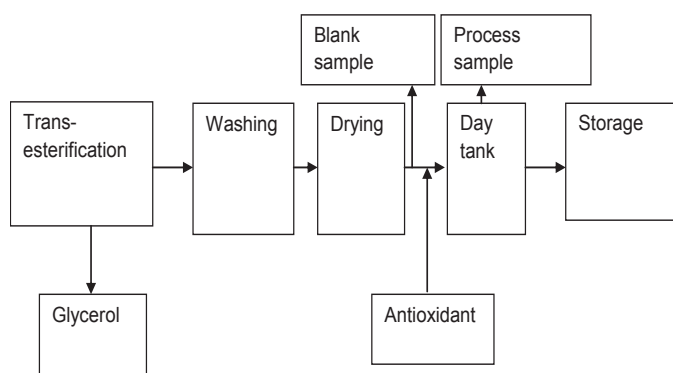 Blank
sample
Process
sample
Trans-
esterification
Washing
Drying
Day
tank
Storage
Glycerol
Antioxidant